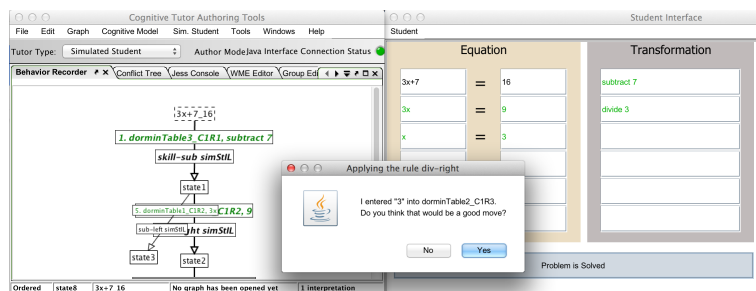 Cognitive Tutor Authoring Tools
File Edit Graph Cognitive Model Sim. Student Tools Windows Help
Tutor Type: Simulated Student Author Mode Java Interface Connection Status
Behavior Recorder Conflict Tree Jess Console WME Editor Group Edi
3x+7_16
1. dorminTable3_C1R1, subtract 7
skill-sub simStIL
state1
5. dorminTable1_C1R2, 3x C1R2, 9
sub-left simStIL ght simStIL
state3 state2
Ordered state8 3x+7 16 No graph has been opened yet 1 interpretation
Applying the rule div-right
I entered "3" into dorminTable2_C1R3.
Do you think that would be a good move?
No Yes
Student Interface
Student
Equation Transformation
3x+7 = 16 subtract 7
3x = 9 divide 3
x = 3
Problem is Solved